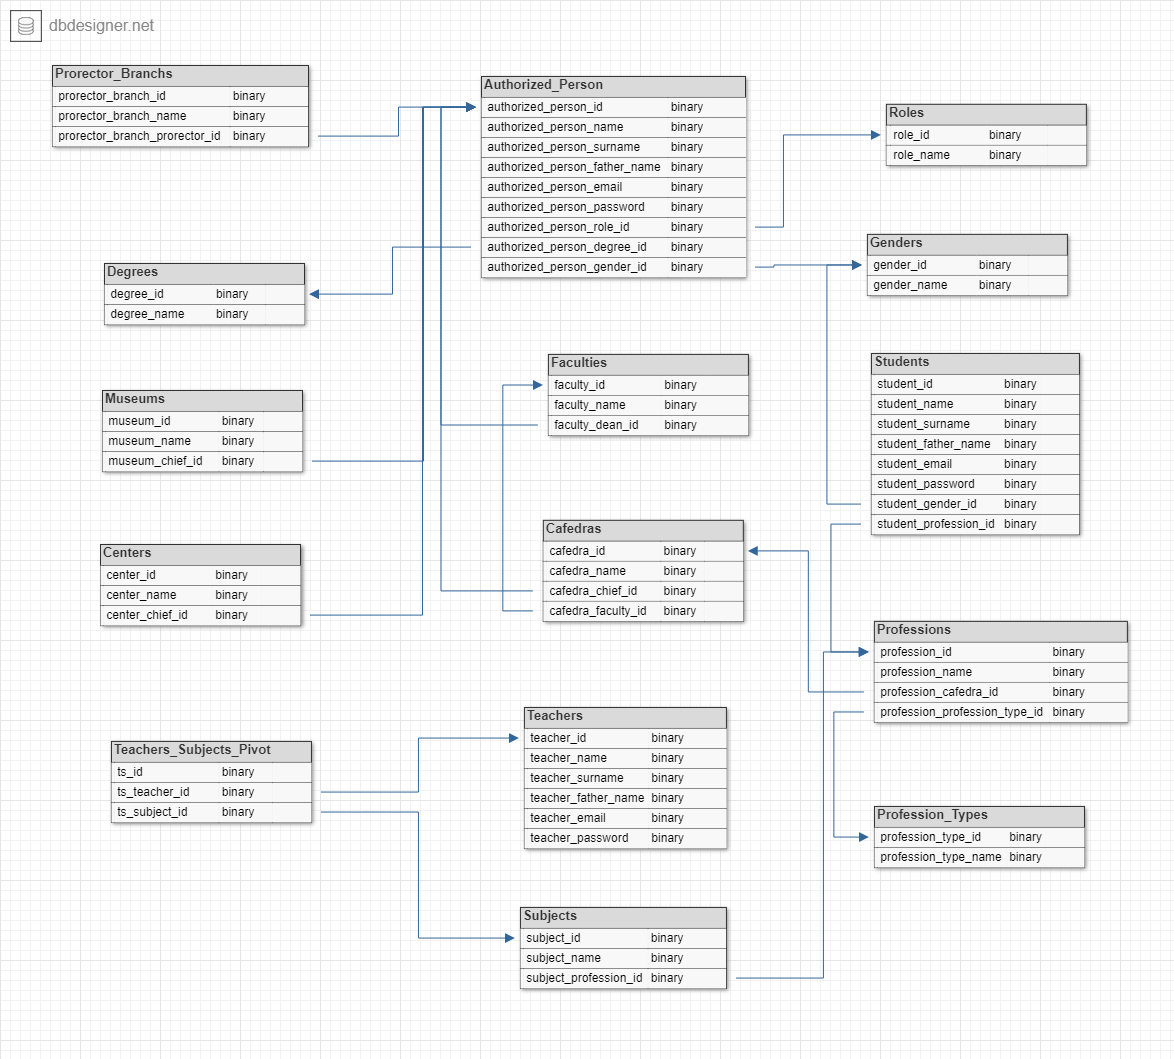 dbdesigner.net
Prorector_Branchs
prorector_branch_id binary
prorector_branch_name binary
prorector_branch_prorector_id binary
Authorized_Person
authorized_person_id binary
authorized_person_name binary
authorized_person_surname binary
authorized_person_father_name binary
authorized_person_email binary
authorized_person_password binary
authorized_person_role_id binary
authorized_person_degree_id binary
authorized_person_gender_id binary
Roles
role_id binary
role_name binary
Genders
gender_id binary
gender_name binary
Degrees
degree_id binary
degree_name binary
Faculties
faculty_id binary
faculty_name binary
faculty_dean_id binary
Students
student_id binary
student_name binary
student_surname binary
student_father_name binary
student_email binary
student_password binary
student_gender_id binary
student_profession_id binary
Museums
museum_id binary
museum_name binary
museum_chief_id binary
Cafedras
cafedra_id binary
cafedra_name binary
cafedra_chief_id binary
cafedra_faculty_id binary
Centers
center_id binary
center_name binary
center_chief_id binary
Professions
profession_id binary
profession_name binary
profession_cafedra_id binary
profession_profession_type_id binary
Teachers
teacher_id binary
teacher_name binary
teacher_surname binary
teacher_father_name binary
teacher_email binary
teacher_password binary
Teachers_Subjects_Pivot
ts_id binary
ts_teacher_id binary
ts_subject_id binary
Profession_Types
profession_type_id binary
profession_type_name binary
Subjects
subject_id binary
subject_name binary
subject_profession_id binary